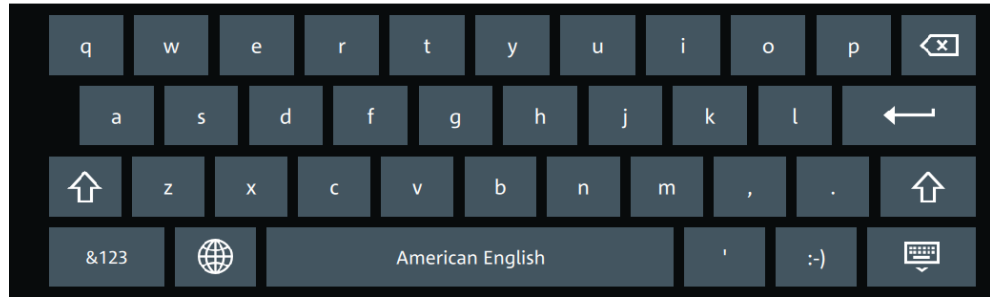 q w e r t y u i o p
a s d f g h j k l
z x c v b n m , .
&123 American English ' :-)